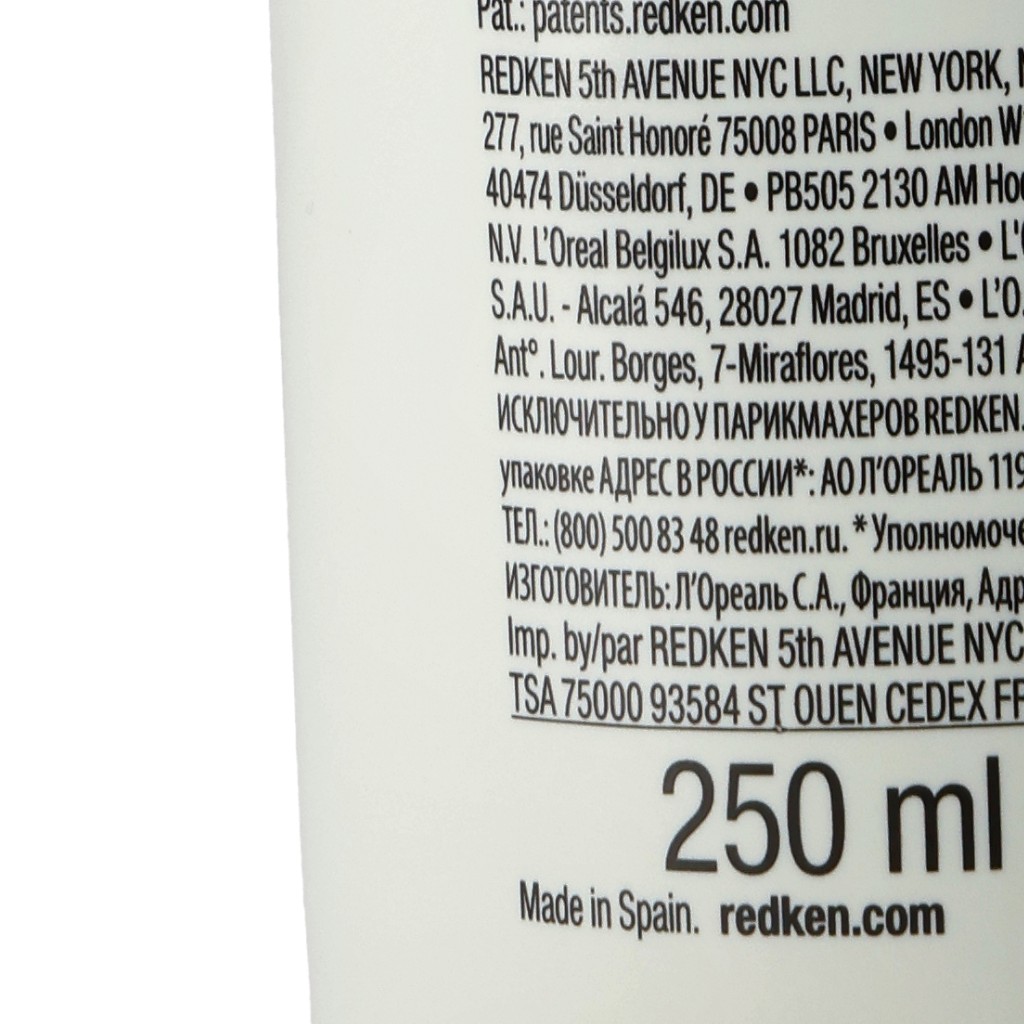 Pat.: patents.redken.com
REDKEN 5th AVENUE NYC LLC, NEW YORK,
277, rue Saint Honoré 75008 PARIS • London
40474 Düsseldorf, DE • PB505 2130 AM
N.V. L'Oreal Belgilux S.A. 1082 Bruxelles •
S.A.U. - Alcalá 546, 28027 Madrid, ES •
Antº. Lour. Borges, 7-Miraflores, 1495-131
ИСКЛЮЧИТЕЛЬНО У ПАРИКМАХЕРОВ REDKEN.
упаковке АДРЕС В РОССИИ*: АО Л'ОРЕАЛЬ
ТЕЛ.: (800) 500 83 48 redken.ru. *
ИЗГОТОВИТЕЛЬ: Л'Ореаль С.А., Франция,
Imp. by/par REDKEN 5th AVENUE NYC
TSA 75000 93584 ST OUEN CEDEX
250 ml
Made in Spain. redken.com